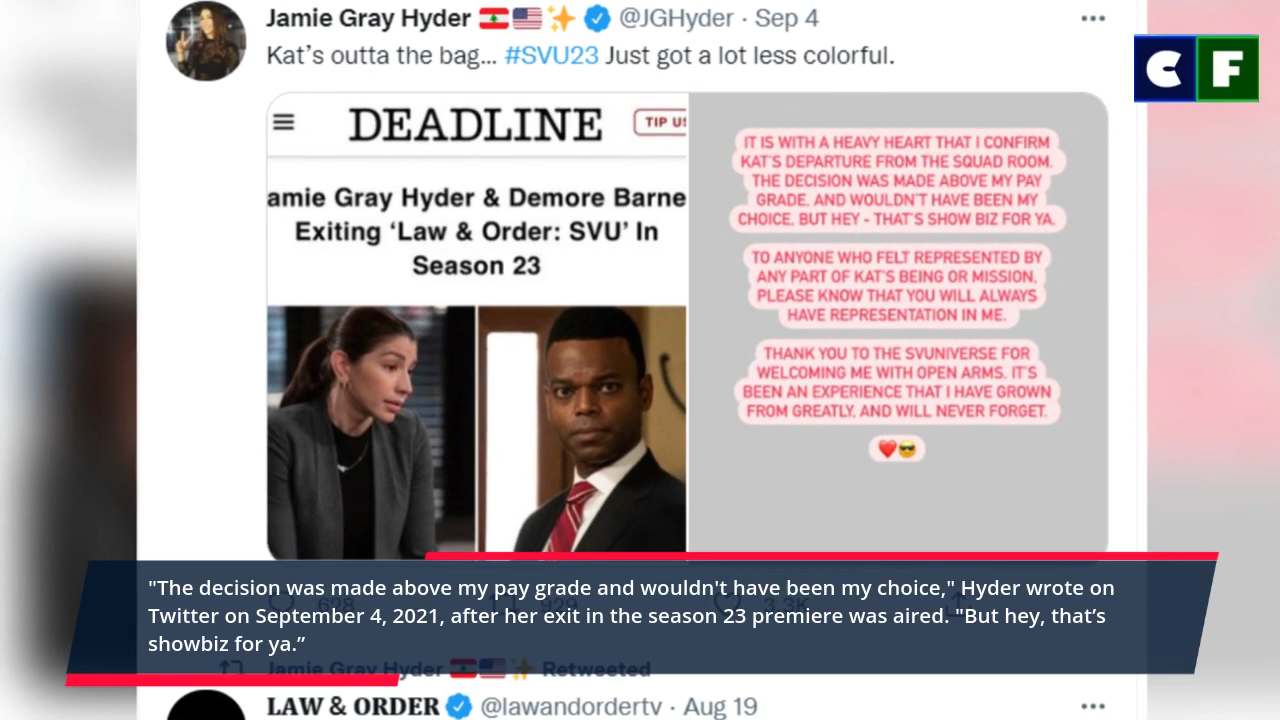 Jamie Gray Hyder 🇱🇧🇺🇸✨ @JGHyder · Sep 4
Kat's outta the bag... #SVU23 Just got a lot less colorful.
C F
DEADLINE
TIP US
amie Gray Hyder & Demore Barne
Exiting ‘Law & Order: SVU’ In
Season 23
IT IS WITH A HEAVY HEART THAT I CONFIRM
KAT'S DEPARTURE FROM THE SQUAD ROOM.
THE DECISION WAS MADE ABOVE MY PAY
GRADE, AND WOULDN'T HAVE BEEN MY
CHOICE, BUT HEY - THAT'S SHOW BIZ FOR YA.
TO ANYONE WHO FELT REPRESENTED BY
ANY PART OF KAT'S BEING OR MISSION,
PLEASE KNOW THAT YOU WILL ALWAYS
HAVE REPRESENTATION IN ME.
THANK YOU TO THE SVUNIVERSE FOR
WELCOMING ME WITH OPEN ARMS. IT'S
BEEN AN EXPERIENCE THAT I HAVE GROWN
FROM GREATLY, AND WILL NEVER FORGET.
❤️😎
"The decision was made above my pay grade and wouldn't have been my choice," Hyder wrote on
Twitter on September 4, 2021, after her exit in the season 23 premiere was aired. "But hey, that’s
showbiz for ya.”
Jamie Gray Hyder 🇱🇧🇺🇸✨ Retweeted
LAW & ORDER @lawandordertv · Aug 19